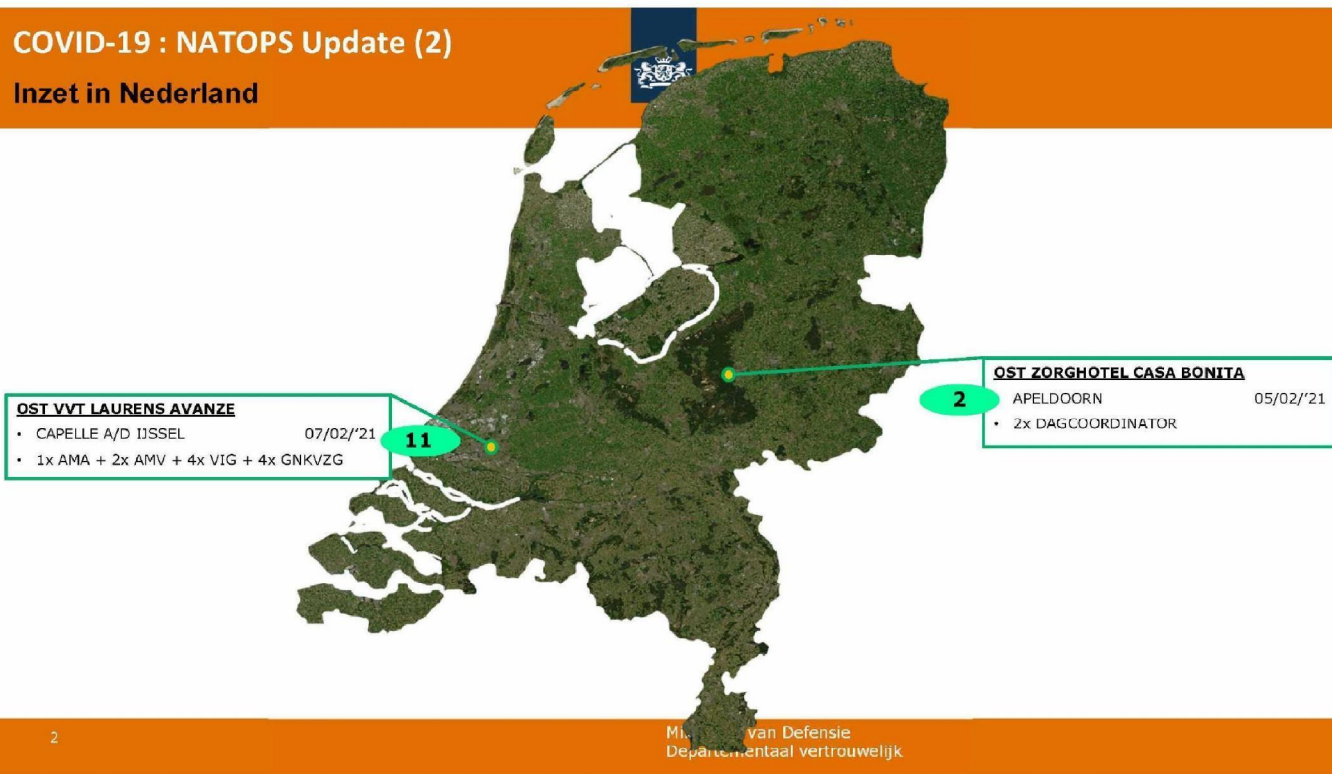 COVID-19 : NATOPS Update (2)
Inzet in Nederland
OST VVT LAURENS AVANZE
• CAPELLE A/D IJSSEL 07/02/'21
• 1x AMA + 2x AMV + 4x VIG + 4x GNKVZG
11
OST ZORGHOTEL CASA BONITA
APELDOORN 05/02/'21
• 2x DAGCOORDINATOR
2
2
van Defensie
vertrouwelijk